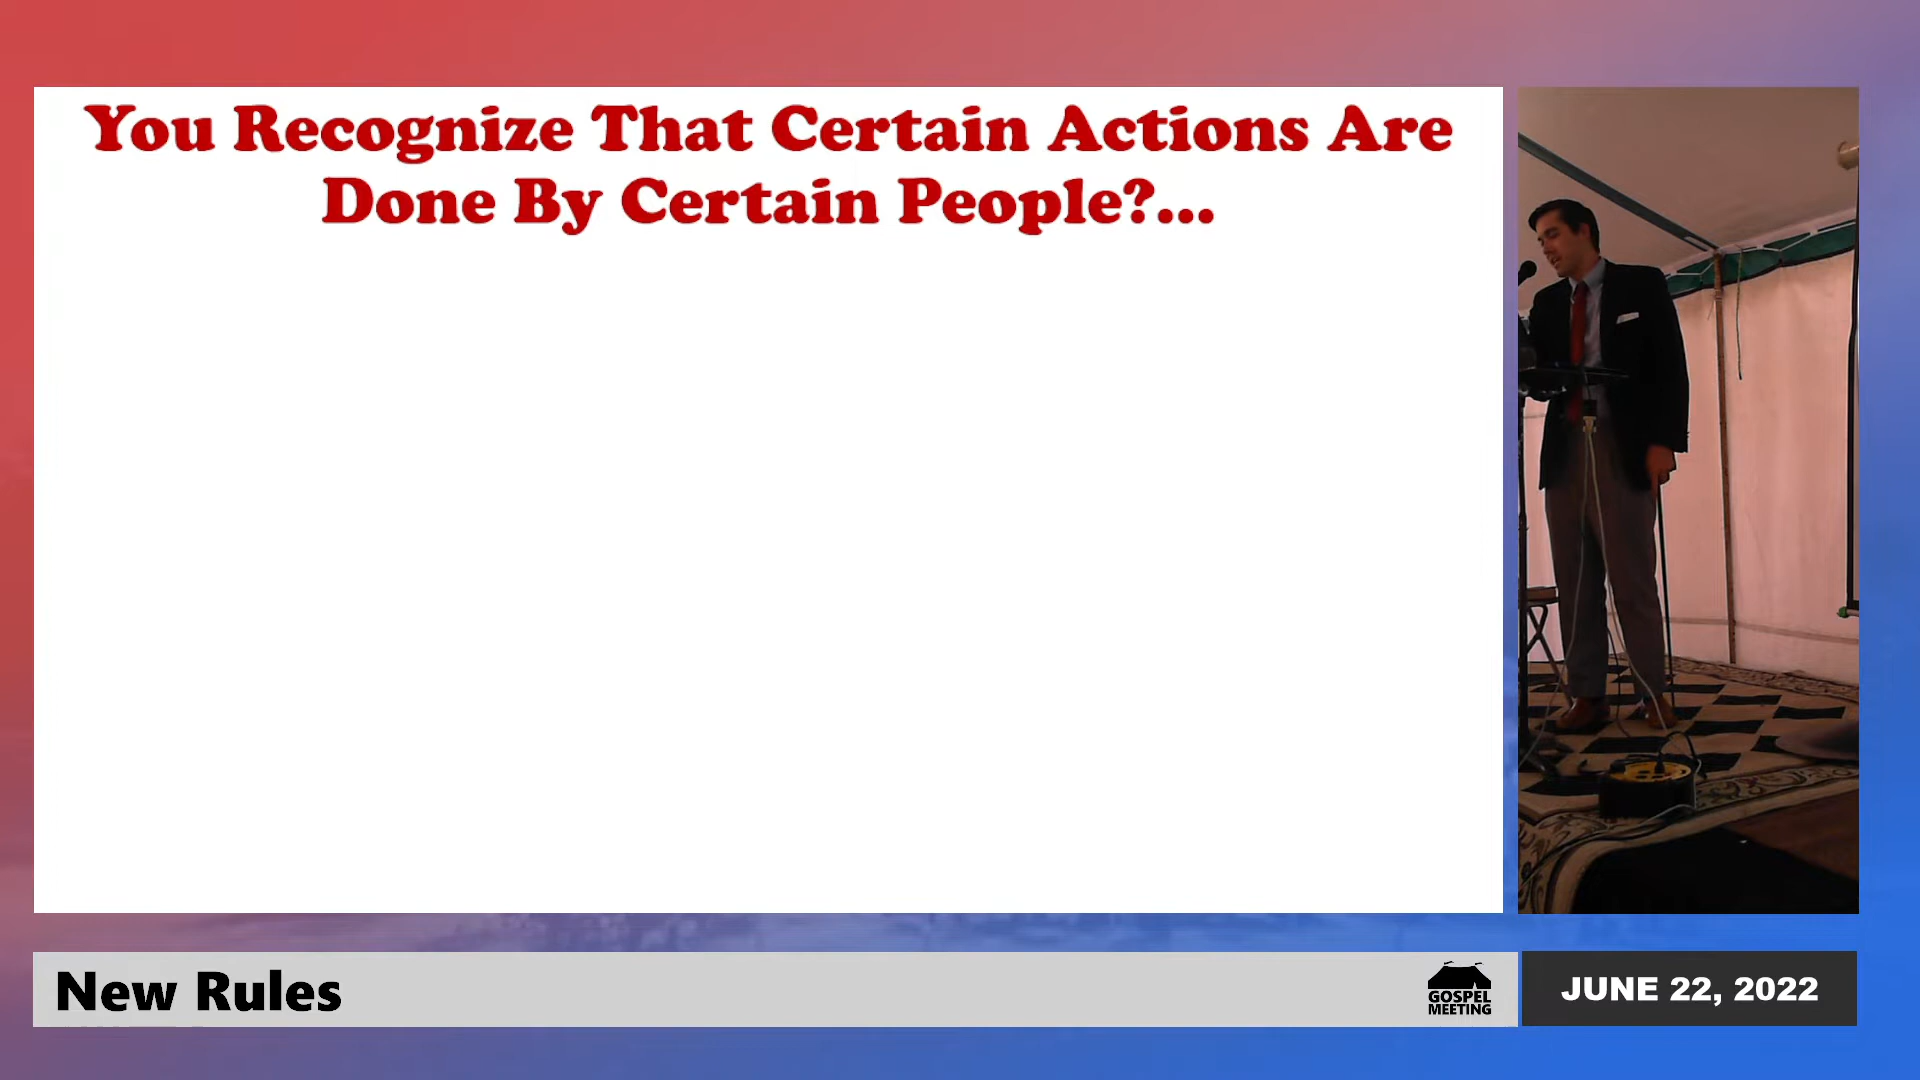 You Recognize That Certain Actions Are
Done By Certain People?...
New Rules
GOSPEL
MEETING
JUNE 22, 2022